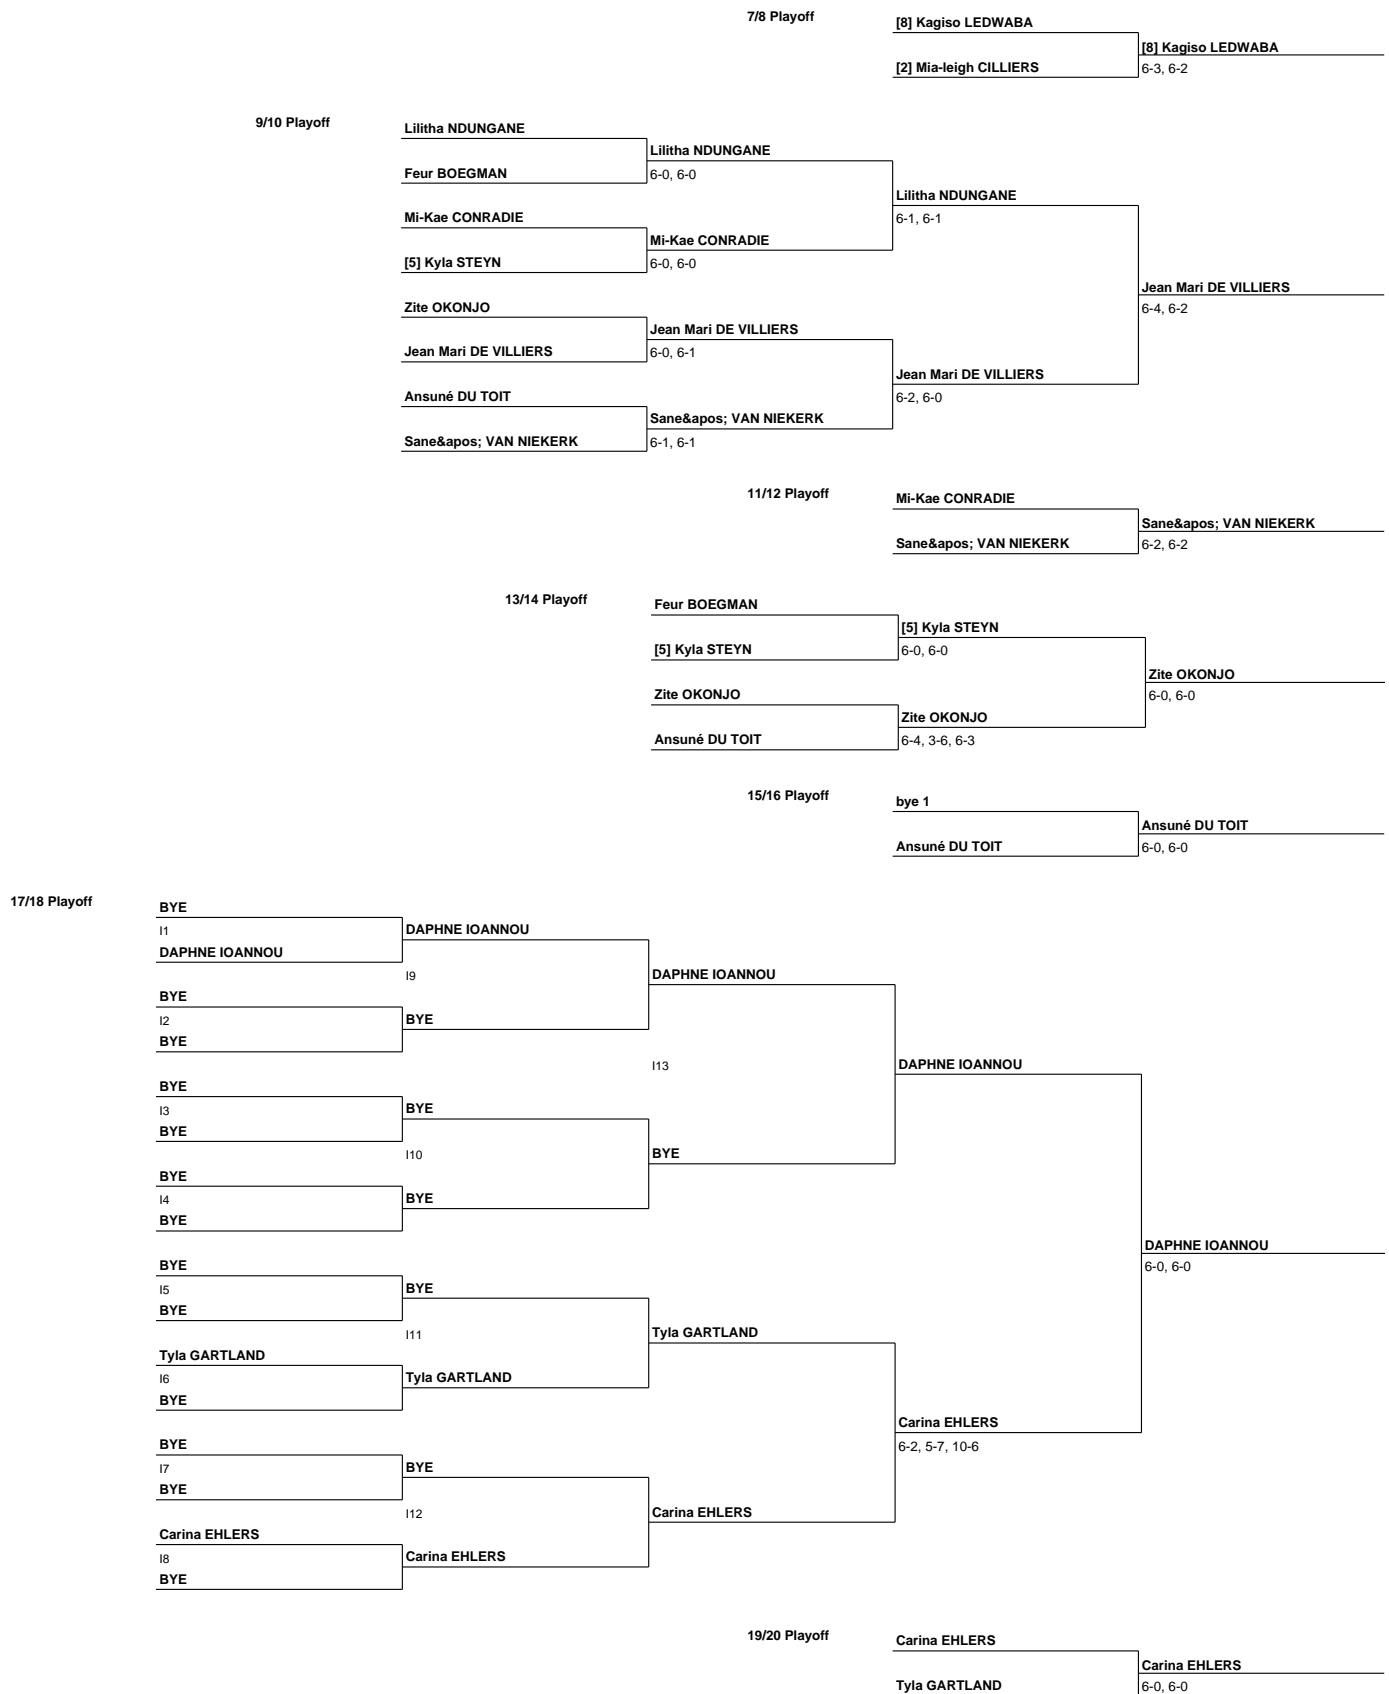 7/8 Playoff
[8] Kagiso LEDWABA
[8] Kagiso LEDWABA
[2] Mia-leigh CILLIERS
6-3, 6-2
9/10 Playoff
Lilitha NDUNGANE
Lilitha NDUNGANE
Feur BOEGMAN
6-0, 6-0
Lilitha NDUNGANE
6-1, 6-1
Mi-Kae CONRADIE
Mi-Kae CONRADIE
[5] Kyla STEYN
6-0, 6-0
Jean Mari DE VILLIERS
6-4, 6-2
Zite OKONJO
Jean Mari DE VILLIERS
Jean Mari DE VILLIERS
6-0, 6-1
Jean Mari DE VILLIERS
6-2, 6-0
Ansuné DU TOIT
Sane&apos; VAN NIEKERK
Sane&apos; VAN NIEKERK
6-1, 6-1
11/12 Playoff
Mi-Kae CONRADIE
Sane&apos; VAN NIEKERK
Sane&apos; VAN NIEKERK
6-2, 6-2
13/14 Playoff
Feur BOEGMAN
[5] Kyla STEYN
[5] Kyla STEYN
6-0, 6-0
Zite OKONJO
6-0, 6-0
Zite OKONJO
Zite OKONJO
Ansuné DU TOIT
6-4, 3-6, 6-3
15/16 Playoff
bye 1
Ansuné DU TOIT
Ansuné DU TOIT
6-0, 6-0
17/18 Playoff
BYE
I1
DAPHNE IOANNOU
DAPHNE IOANNOU
I9
DAPHNE IOANNOU
BYE
I2
BYE
BYE
I13
DAPHNE IOANNOU
BYE
I3
BYE
BYE
I10
BYE
BYE
I4
BYE
BYE
DAPHNE IOANNOU
6-0, 6-0
BYE
I5
BYE
BYE
I11
Tyla GARTLAND
Tyla GARTLAND
I6
Tyla GARTLAND
BYE
Carina EHLERS
6-2, 5-7, 10-6
BYE
I7
BYE
BYE
I12
Carina EHLERS
Carina EHLERS
I8
Carina EHLERS
BYE
19/20 Playoff
Carina EHLERS
Carina EHLERS
Tyla GARTLAND
6-0, 6-0